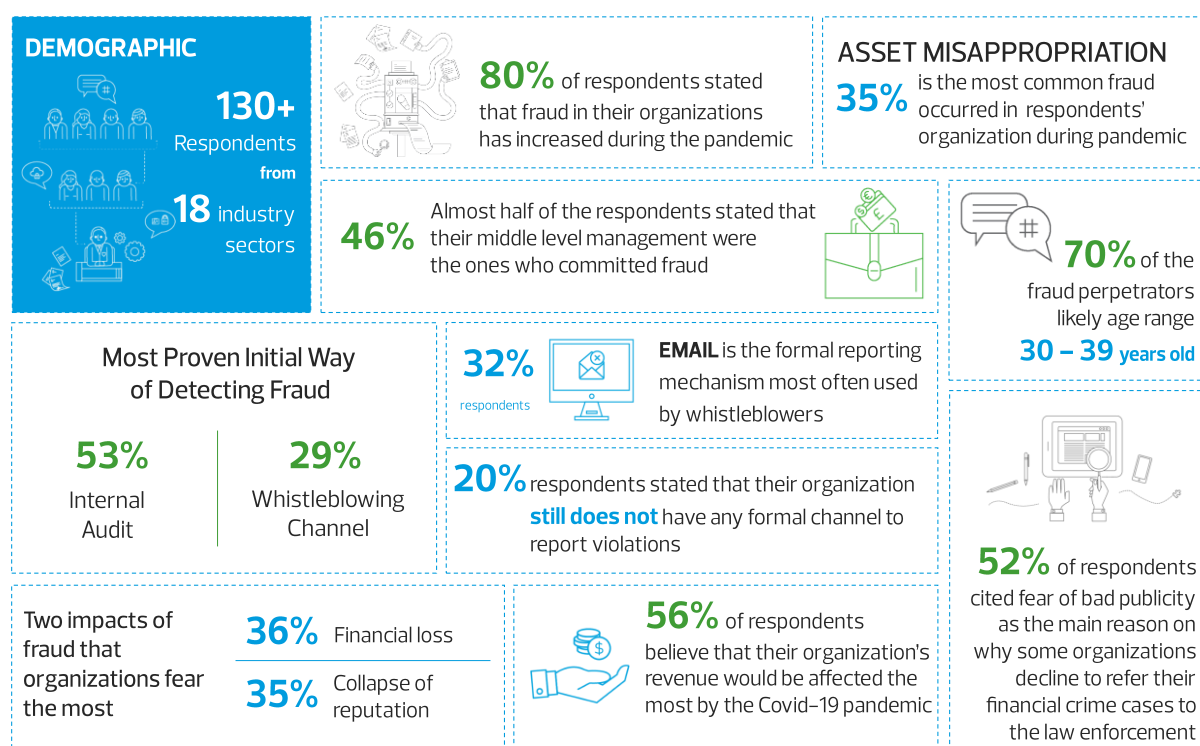 DEMOGRAPHIC
130+
Respondents
from
18 industry
sectors
80% of respondents stated
that fraud in their organizations
has increased during the pandemic
ASSET MISAPPROPRIATION
35% is the most common fraud
occurred in respondents'
organization during pandemic
46%
Almost half of the respondents stated that
their middle level management were
the ones who committed fraud
70% of the
fraud perpetrators
likely age range
30 – 39 years old
Most Proven Initial Way
of Detecting Fraud
53%
Internal
Audit
29%
Whistleblowing
Channel
32%
respondents
EMAIL is the formal reporting
mechanism most often used
by whistleblowers
20% respondents stated that their organization
still does not have any formal channel to
report violations
52% of respondents
cited fear of bad publicity
as the main reason on
why some organizations
decline to refer their
financial crime cases to
the law enforcement
Two impacts of
fraud that
organizations fear
the most
36% Financial loss
35% Collapse of
reputation
56% of respondents
believe that their organization's
revenue would be affected the
most by the Covid–19 pandemic